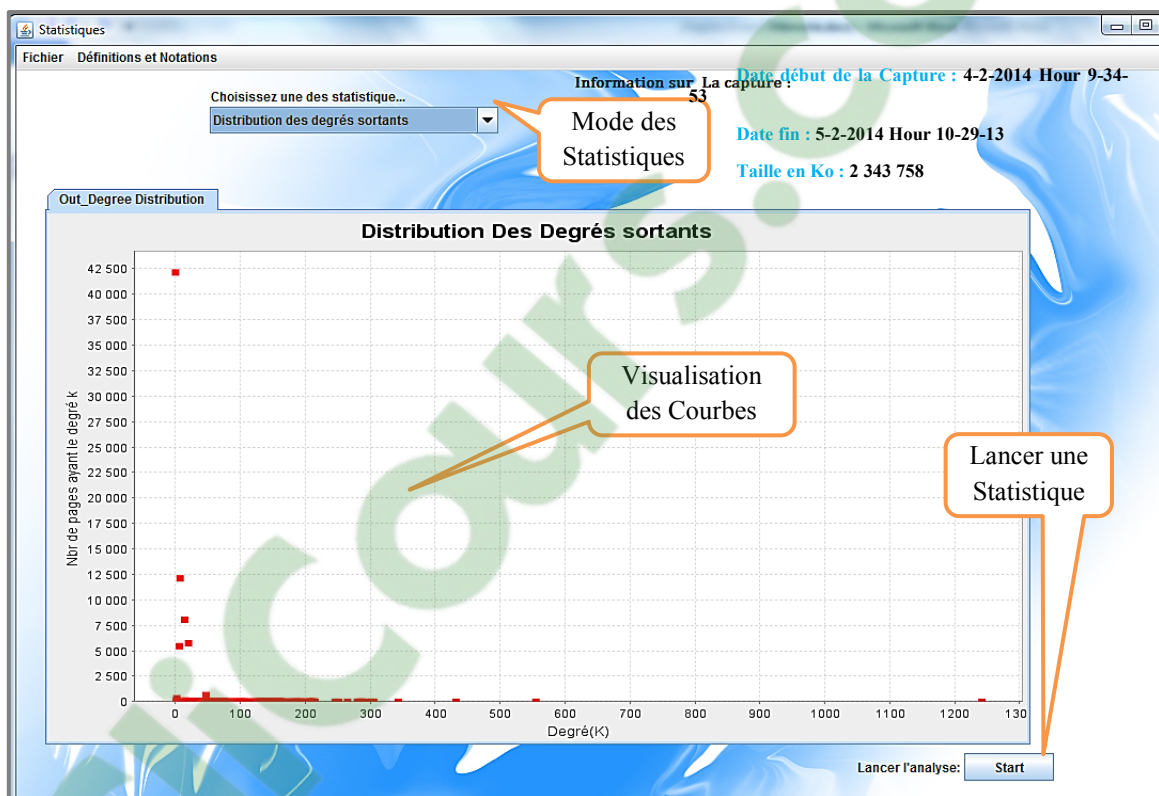 Statistiques
Fichier Définitions et Notations
Choisissez une des statistique...
Distribution des degrés sortants
Mode des
Statistiques
Information sur La capture :
Date début de la Capture : 4-2-2014 Hour 9-34-
53
Date fin : 5-2-2014 Hour 10-29-13
Taille en Ko : 2 343 758
Out_Degree Distribution
Distribution Des Degrés sortants
Nbr de pages ayant le degré k
42 500
40 000
37 500
35 000
32 500
30 000
27 500
25 000
22 500
20 000
17 500
15 000
12 500
10 000
7 500
5 000
2 500
0
0 100 200 300 400 500 600 700 800 900 1000 1100 1200 130
Degré(K)
Visualisation
des Courbes
Lancer une
Statistique
Lancer l'analyse: Start
liCours.c